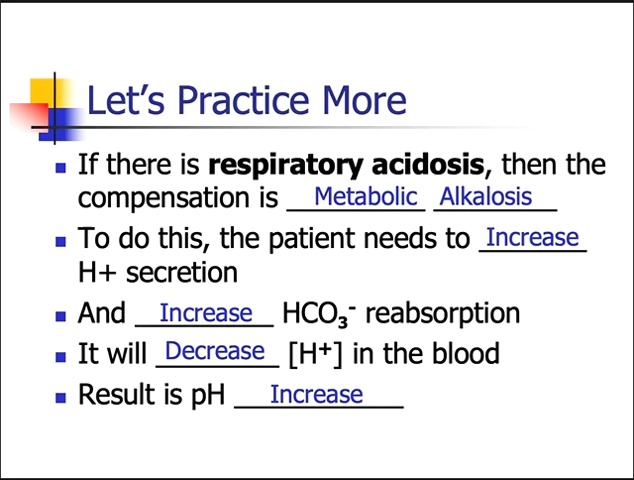 Let's Practice More
If there is respiratory acidosis, then the
compensation is Metabolic Alkalosis
To do this, the patient needs to Increase
H+ secretion
And Increase HCO₃⁻ reabsorption
It will Decrease [H⁺] in the blood
Result is pH Increase